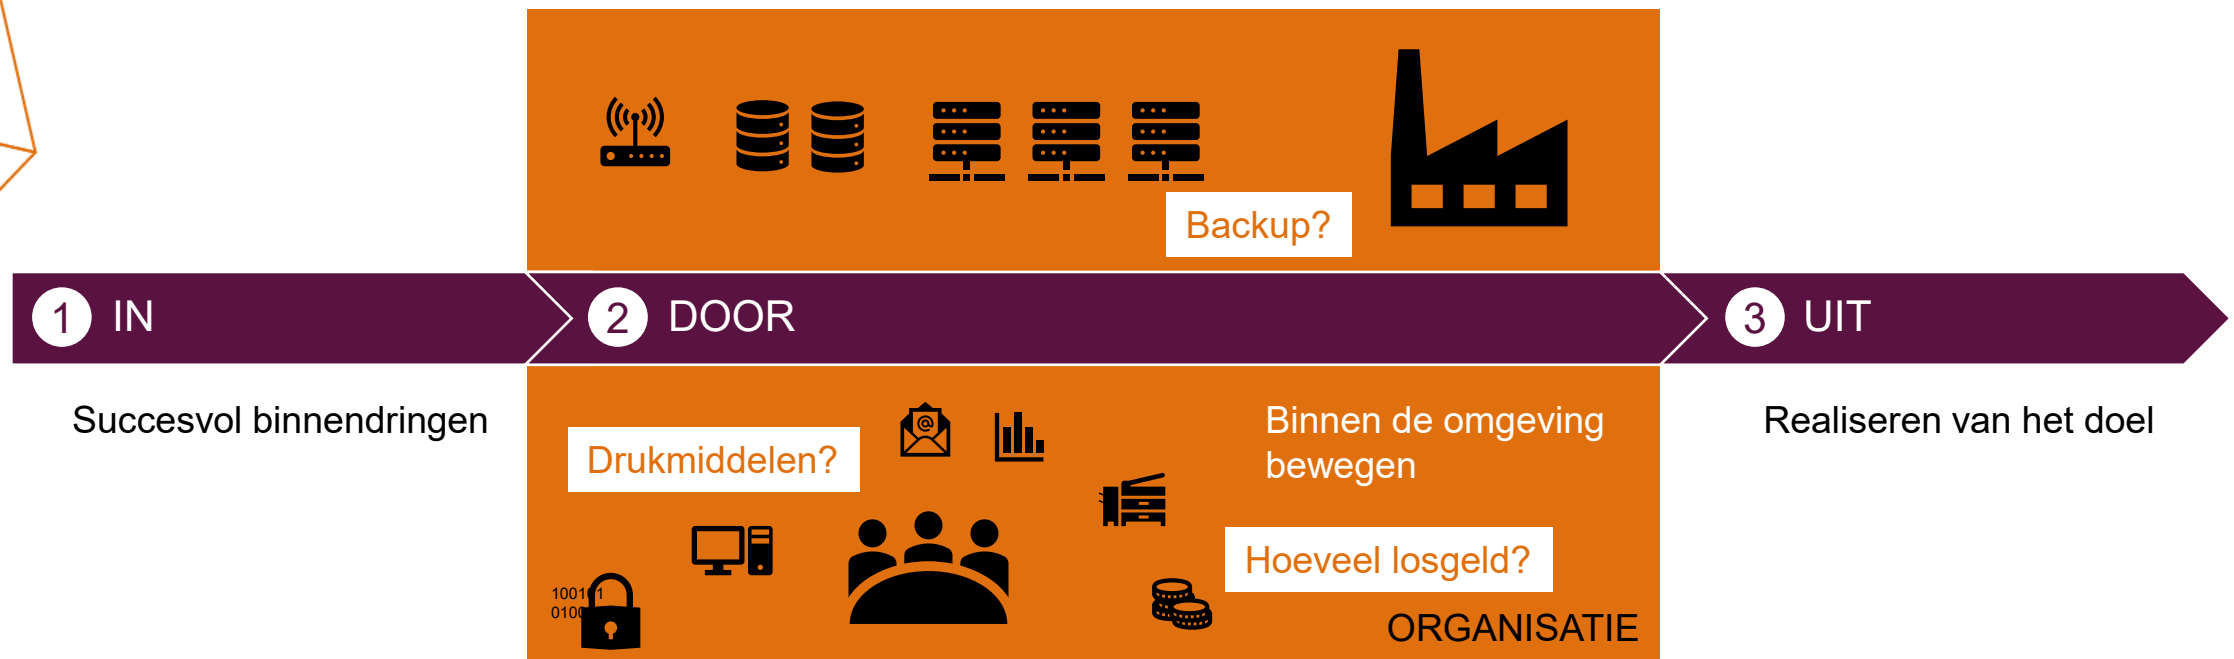 Backup?
1 IN
2 DOOR
3 UIT
Succesvol binnendringen
Drukmiddelen?
@
Binnen de omgeving
bewegen
Realiseren van het doel
Hoeveel losgeld?
ORGANISATIE